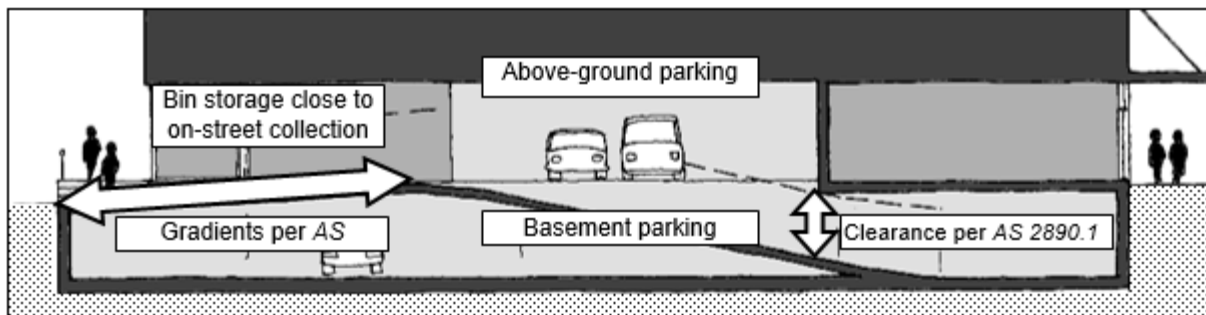 Above-ground parking
Bin storage close to
on-street collection
Gradients per AS
Basement parking
Clearance per AS 2890.1